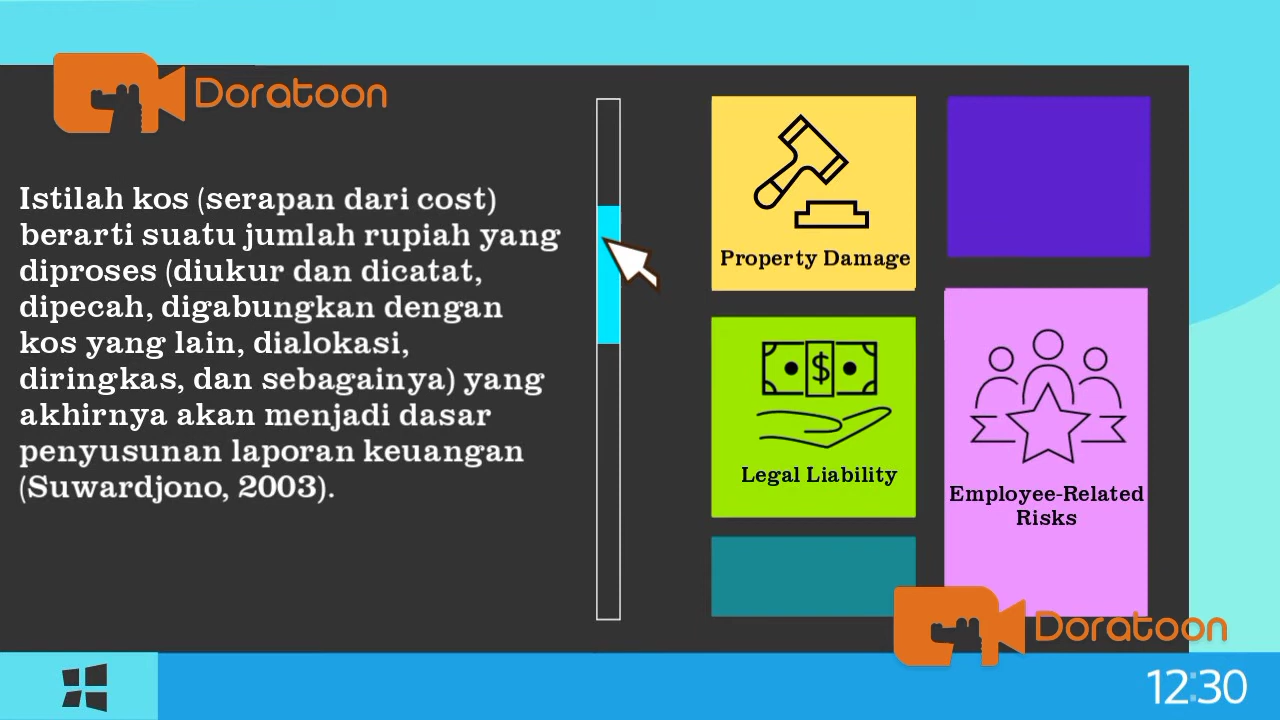 Doratoon
Istilah kos (serapan dari cost)
berarti suatu jumlah rupiah yang
diproses (diukur dan dicatat,
dipecah, digabungkan dengan
kos yang lain, dialokasi,
diringkas, dan sebagainya) yang
akhirnya akan menjadi dasar
penyusunan laporan keuangan
(Suwardjono, 2003).
Property Damage
$
Legal Liability
Employee-Related
Risks
Doratoon
12:30